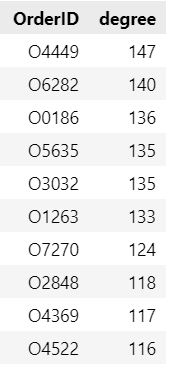 OrderID degree
O4449 147
O6282 140
O0186 136
O5635 135
O3032 135
O1263 133
O7270 124
O2848 118
O4369 117
O4522 116